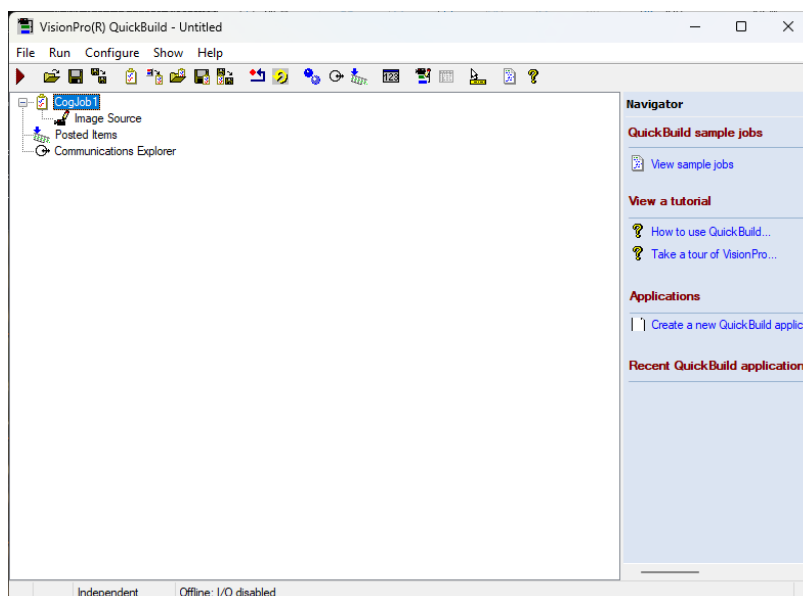 VisionPro(R) QuickBuild - Untitled
File Run Configure Show Help
123
CogJob1
Image Source
Posted Items
Communications Explorer
Navigator
QuickBuild sample jobs
View sample jobs
View a tutorial
How to use QuickBuild...
Take a tour of VisionPro...
Applications
Create a new QuickBuild applic
Recent QuickBuild application
Independent Offline: I/O disabled